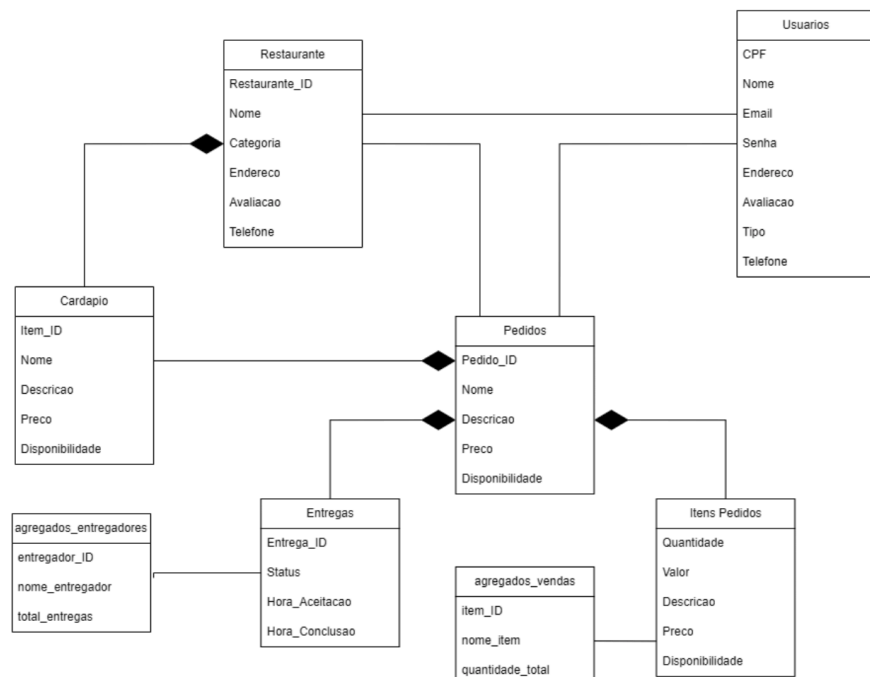 Usuarios
CPF
Nome
Email
Senha
Endereco
Avaliacao
Tipo
Telefone
Restaurante
Restaurante_ID
Nome
Categoria
Endereco
Avaliacao
Telefone
Cardapio
Item_ID
Nome
Descricao
Preco
Disponibilidade
Pedidos
Pedido_ID
Nome
Descricao
Preco
Disponibilidade
Entregas
Entrega_ID
Status
Hora_Aceitacao
Hora_Conclusao
Itens Pedidos
Quantidade
Valor
Descricao
Preco
Disponibilidade
agregados_entregadores
entregador_ID
nome_entregador
total_entregas
agregados_vendas
item_ID
nome_item
quantidade_total